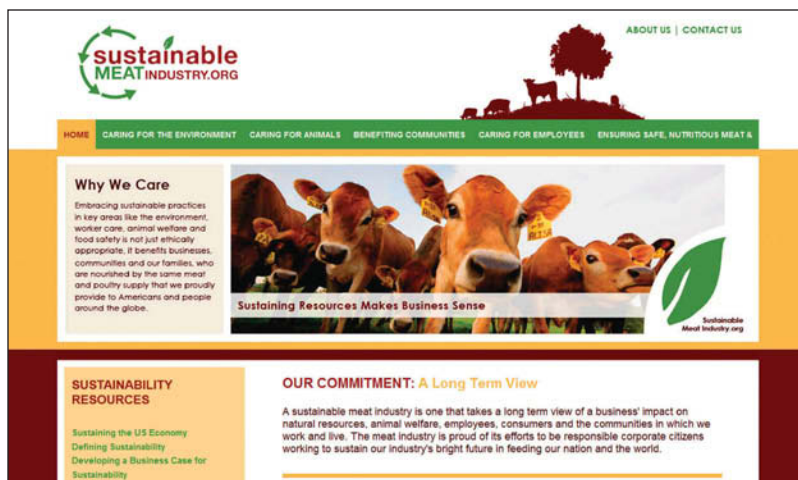 ABOUT US | CONTACT US
sustainable
MEAT INDUSTRY.ORG
HOME CARING FOR THE ENVIRONMENT CARING FOR ANIMALS BENEFITING COMMUNITIES CARING FOR EMPLOYEES ENSURING SAFE, NUTRITIOUS MEAT &
Why We Care
Embracing sustainable practices
in key areas like the environment,
worker care, animal welfare and
food safety is not just ethically
appropriate, it benefits businesses,
communities and our families, who
are nourished by the same meat
and poultry supply that we proudly
provide to Americans and people
around the globe.
Sustaining Resources Makes Business Sense
Sustainable
Meat Industry.org
SUSTAINABILITY
RESOURCES
Sustaining the US Economy
Defining Sustainability
Developing a Business Case for
Sustainability
OUR COMMITMENT: A Long Term View
A sustainable meat industry is one that takes a long term view of a business' impact on
natural resources, animal welfare, employees, consumers and the communities in which we
work and live. The meat industry is proud of its efforts to be responsible corporate citizens
working to sustain our industry's bright future in feeding our nation and the world.